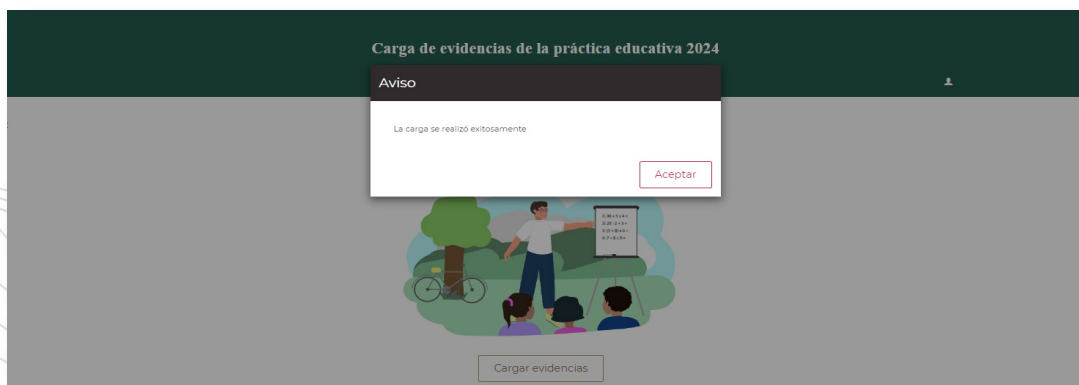 Carga de evidencias de la práctica educativa 2024
Aviso
La carga se realizó exitosamente
Aceptar
Cargar evidencias